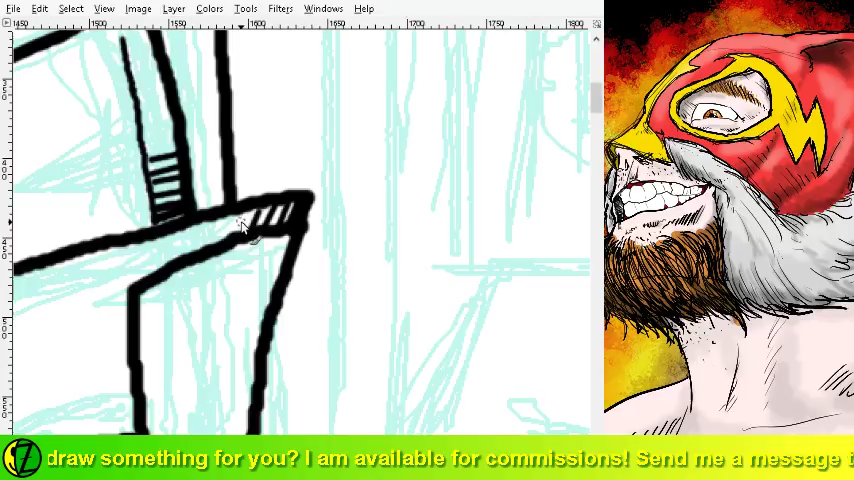 File Edit Select View Image Layer Colors Tools Filters Windows Help
1450 1500 1550 1600 1650 1700 1750 1800
draw something for you? I am available for commissions! Send me a message t